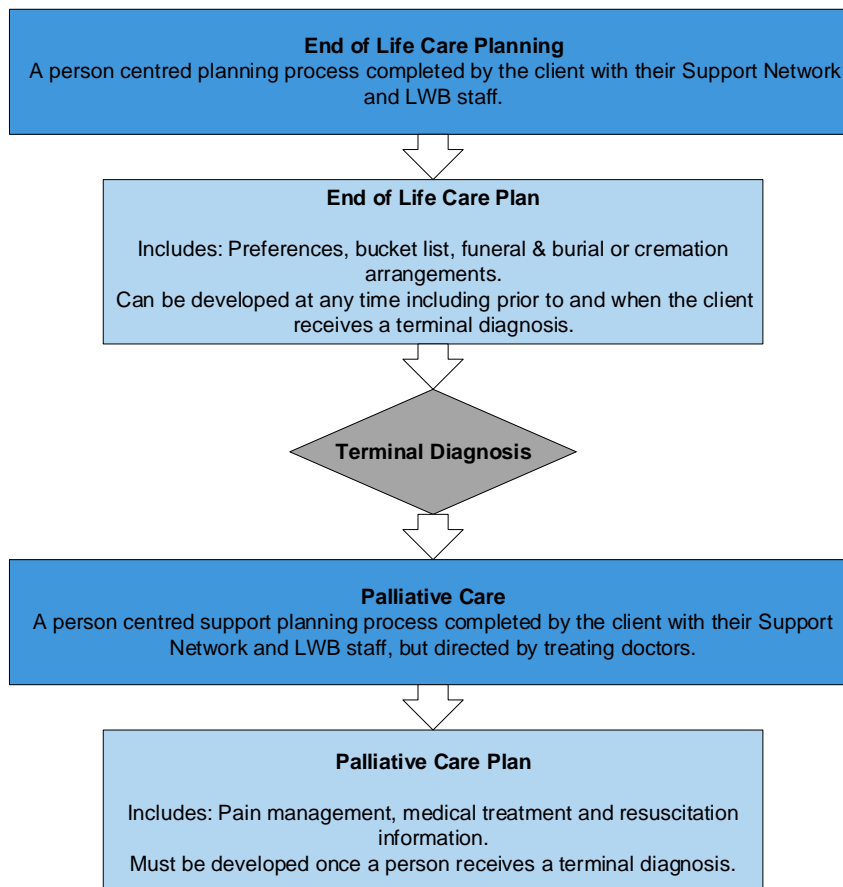 End of Life Care Planning
A person centred planning process completed by the client with their Support Network
and LWB staff.
End of Life Care Plan
Includes: Preferences, bucket list, funeral & burial or cremation
arrangements.
Can be developed at any time including prior to and when the client
receives a terminal diagnosis.
Terminal Diagnosis
Palliative Care
A person centred support planning process completed by the client with their Support
Network and LWB staff, but directed by treating doctors.
Palliative Care Plan
Includes: Pain management, medical treatment and resuscitation
information.
Must be developed once a person receives a terminal diagnosis.